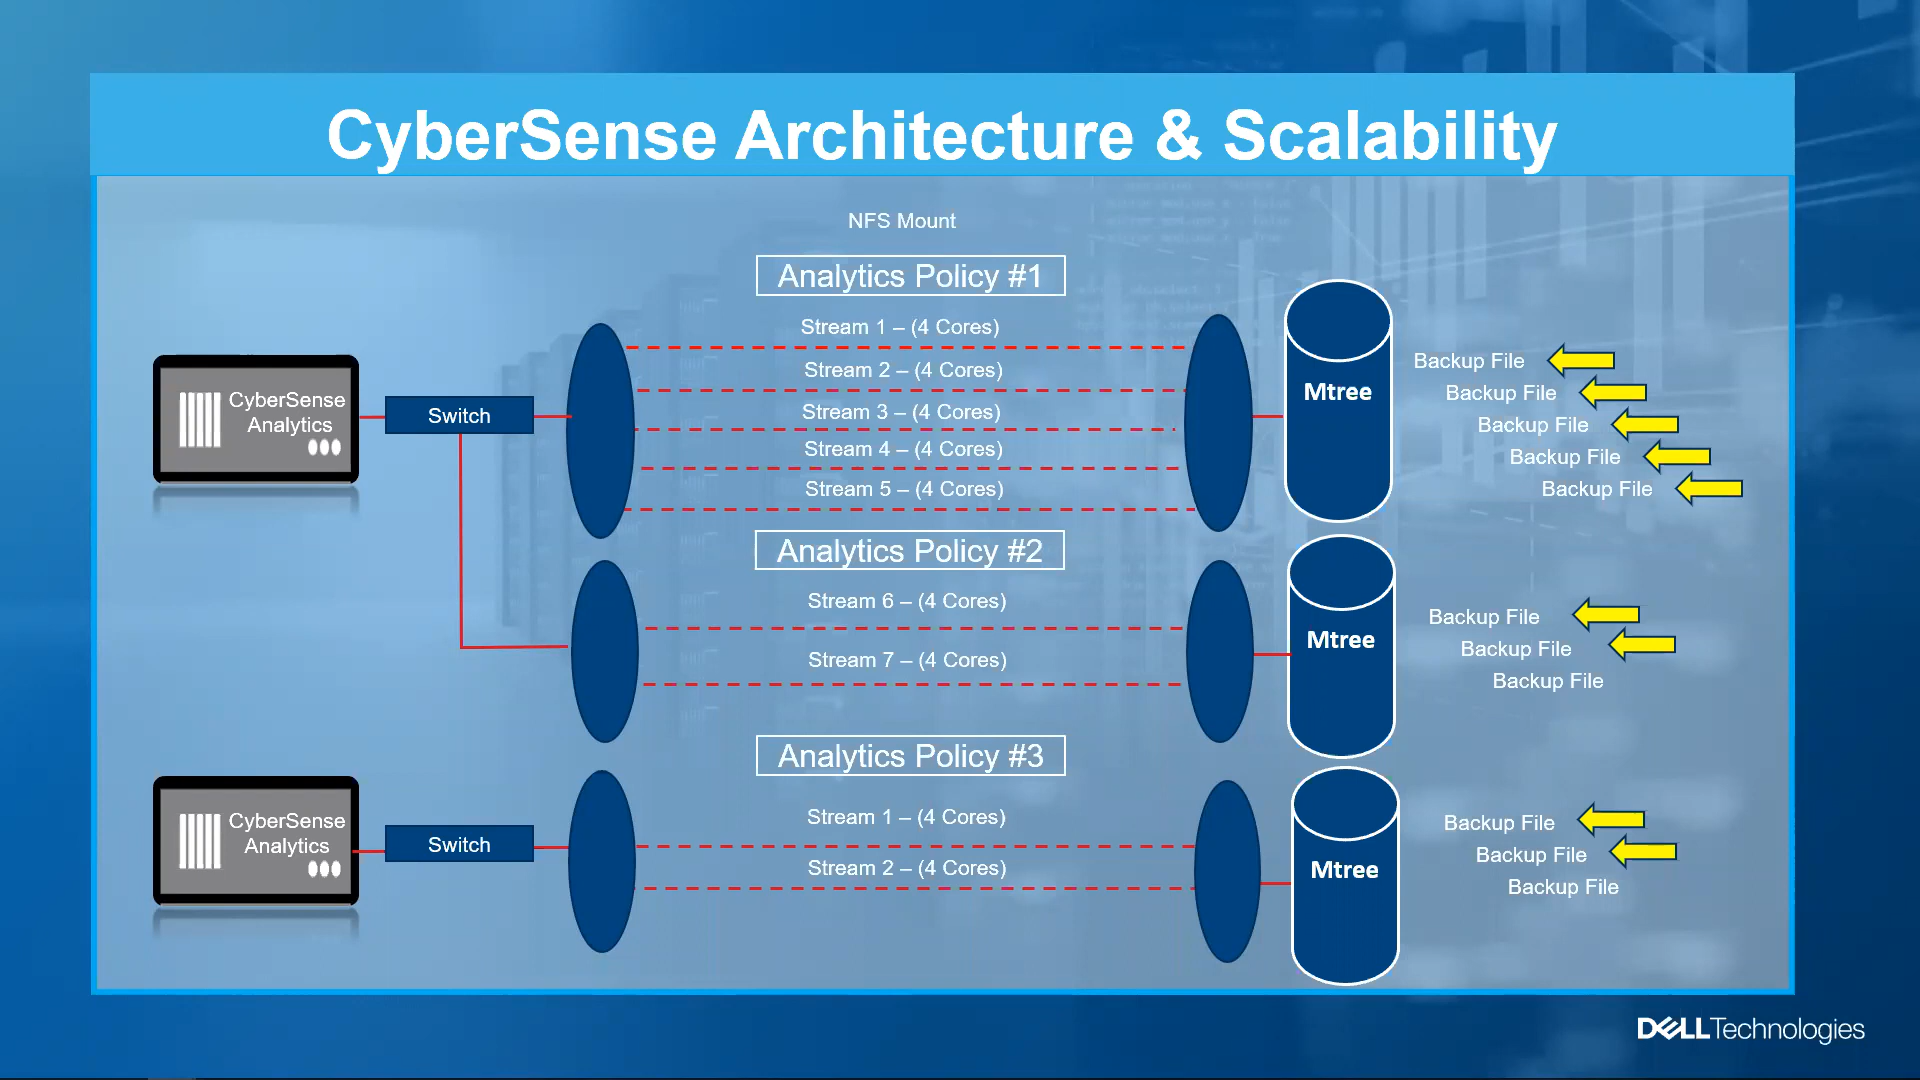 CyberSense Architecture & Scalability
NFS Mount
Analytics Policy #1
Stream 1 – (4 Cores)
Stream 2 – (4 Cores)
Stream 3 – (4 Cores)
Stream 4 – (4 Cores)
Stream 5 – (4 Cores)
CyberSense
Analytics
Switch
Mtree
Backup File
Backup File
Backup File
Backup File
Backup File
Analytics Policy #2
Stream 6 – (4 Cores)
Stream 7 – (4 Cores)
Mtree
Backup File
Backup File
Backup File
Analytics Policy #3
CyberSense
Analytics
Switch
Stream 1 – (4 Cores)
Stream 2 – (4 Cores)
Mtree
Backup File
Backup File
Backup File
DELLTechnologies